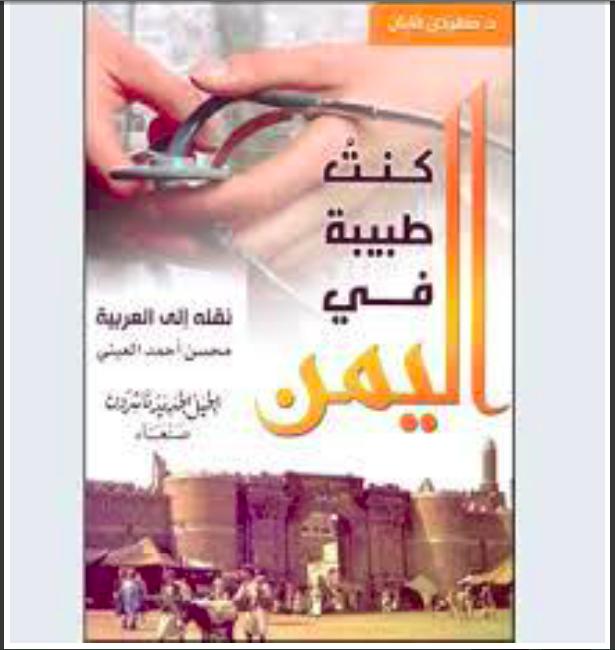 كنتُ
طبيبة
في
اليمن
نقله إلى العربية
محسن أحمد العيني
الجيل الجديد ناشرون
صنعاء